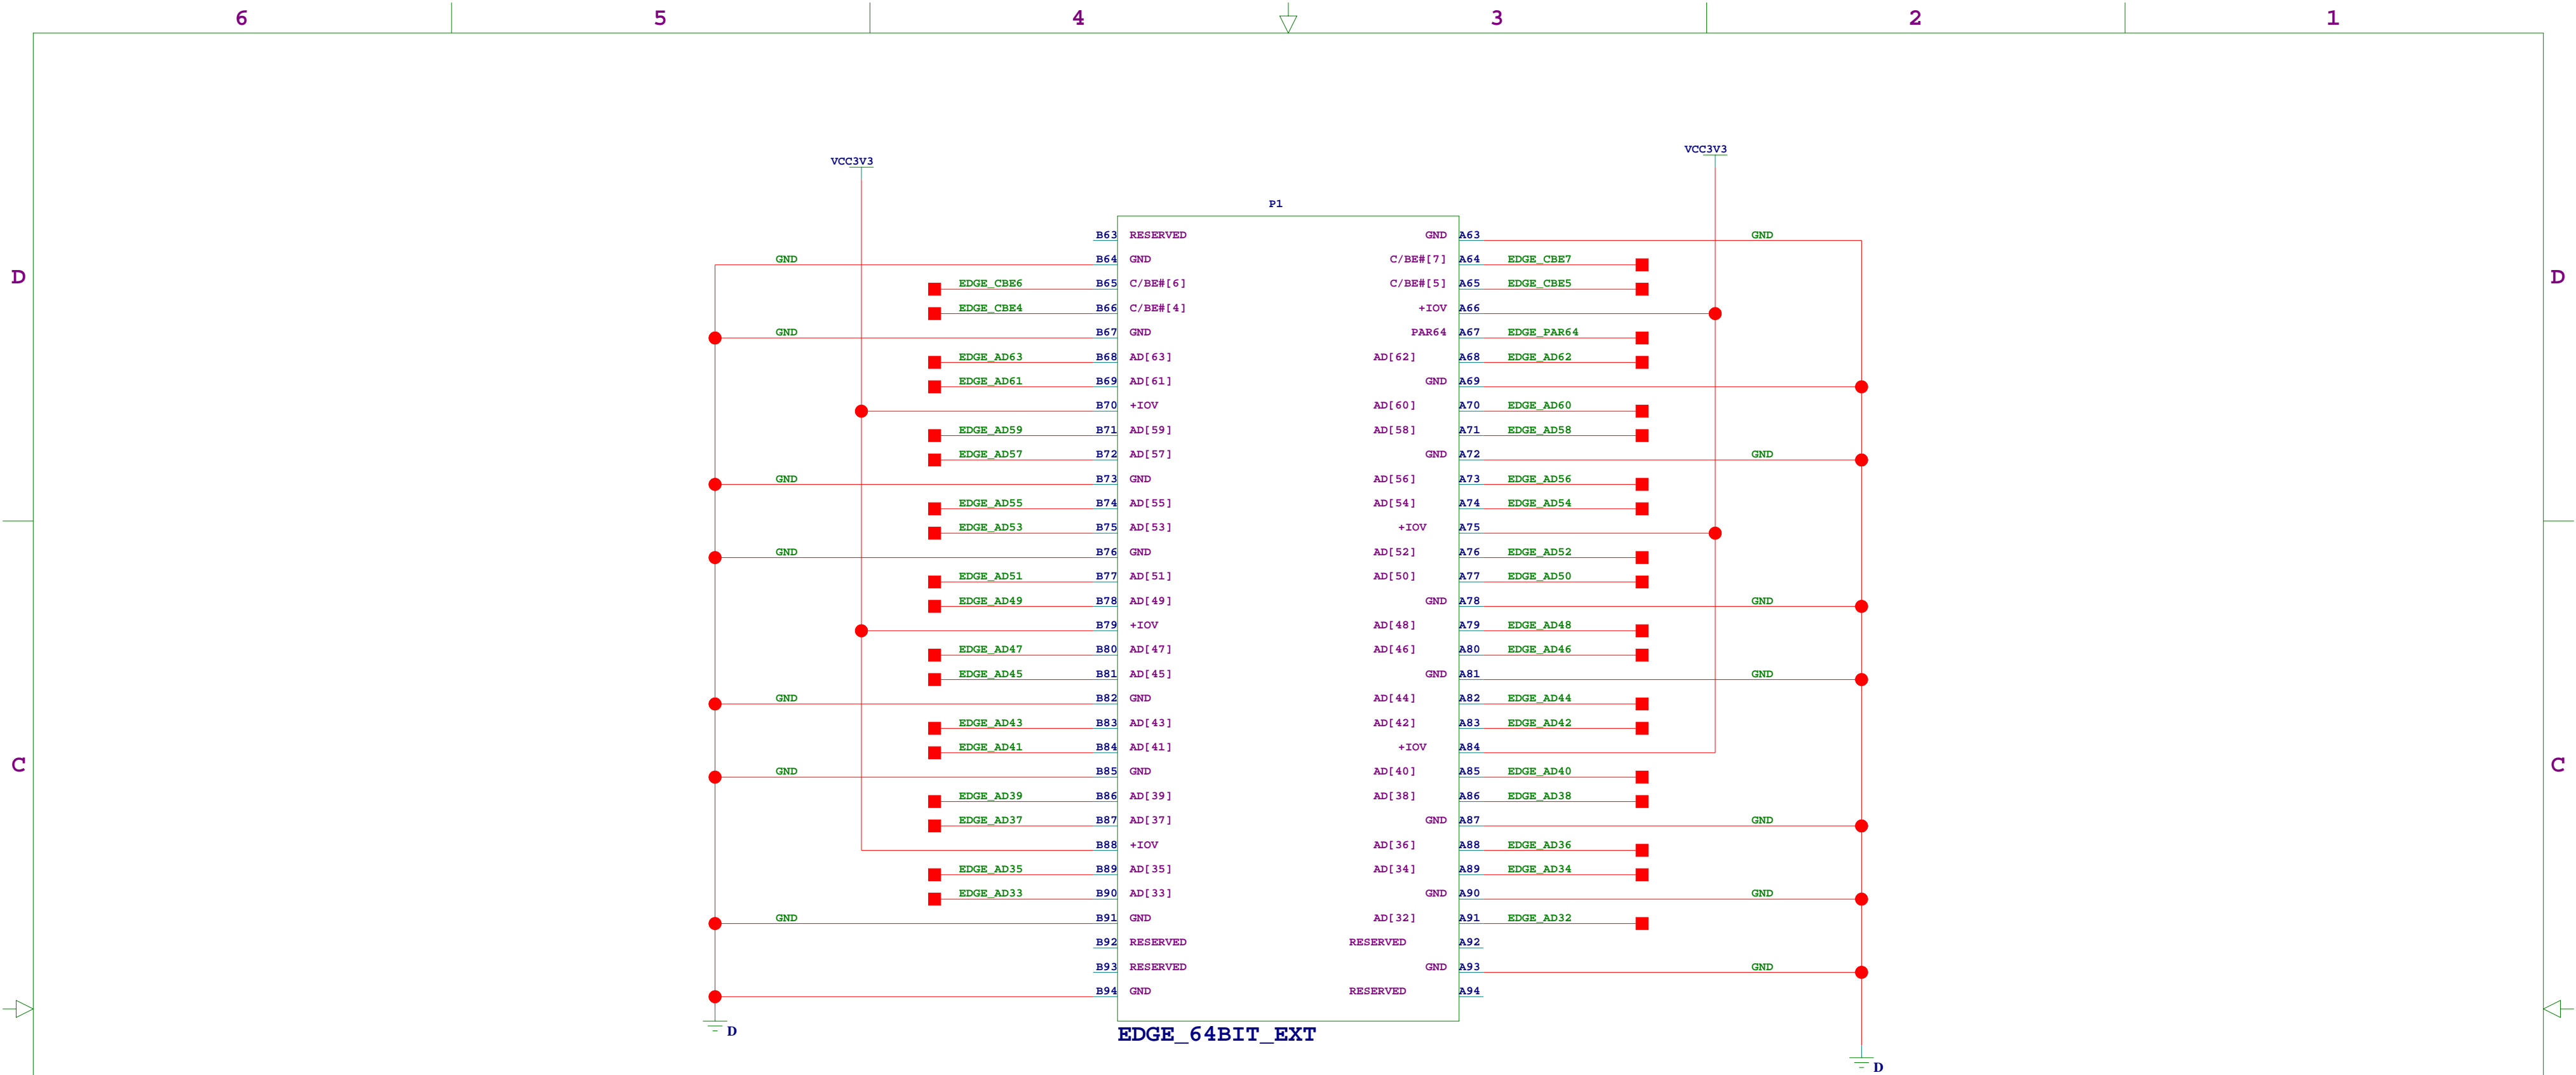 6 5 4 3 2 1
VCC3V3
VCC3V3
P1
B63 RESERVED GND A63 GND
GND B64 GND C/BE#[7] A64 EDGE_CBE7
D D
EDGE_CBE6 B65 C/BE#[6] C/BE#[5] A65 EDGE_CBE5
EDGE_CBE4 B66 C/BE#[4] +IOV A66
GND B67 GND PAR64 A67 EDGE_PAR64
EDGE_AD63 B68 AD[63] AD[62] A68 EDGE_AD62
EDGE_AD61 B69 AD[61] GND A69
B70 +IOV AD[60] A70 EDGE_AD60
EDGE_AD59 B71 AD[59] AD[58] A71 EDGE_AD58
EDGE_AD57 B72 AD[57] GND A72 GND
GND B73 GND AD[56] A73 EDGE_AD56
EDGE_AD55 B74 AD[55] AD[54] A74 EDGE_AD54
EDGE_AD53 B75 AD[53] +IOV A75
GND B76 GND AD[52] A76 EDGE_AD52
EDGE_AD51 B77 AD[51] AD[50] A77 EDGE_AD50
EDGE_AD49 B78 AD[49] GND A78 GND
B79 +IOV AD[48] A79 EDGE_AD48
EDGE_AD47 B80 AD[47] AD[46] A80 EDGE_AD46
EDGE_AD45 B81 AD[45] GND A81 GND
GND B82 GND AD[44] A82 EDGE_AD44
EDGE_AD43 B83 AD[43] AD[42] A83 EDGE_AD42
EDGE_AD41 B84 AD[41] +IOV A84
C C
GND B85 GND AD[40] A85 EDGE_AD40
EDGE_AD39 B86 AD[39] AD[38] A86 EDGE_AD38
EDGE_AD37 B87 AD[37] GND A87 GND
B88 +IOV AD[36] A88 EDGE_AD36
EDGE_AD35 B89 AD[35] AD[34] A89 EDGE_AD34
EDGE_AD33 B90 AD[33] GND A90 GND
GND B91 GND AD[32] A91 EDGE_AD32
B92 RESERVED RESERVED A92
B93 RESERVED GND A93 GND
B94 GND RESERVED A94
D
EDGE_64BIT_EXT
D